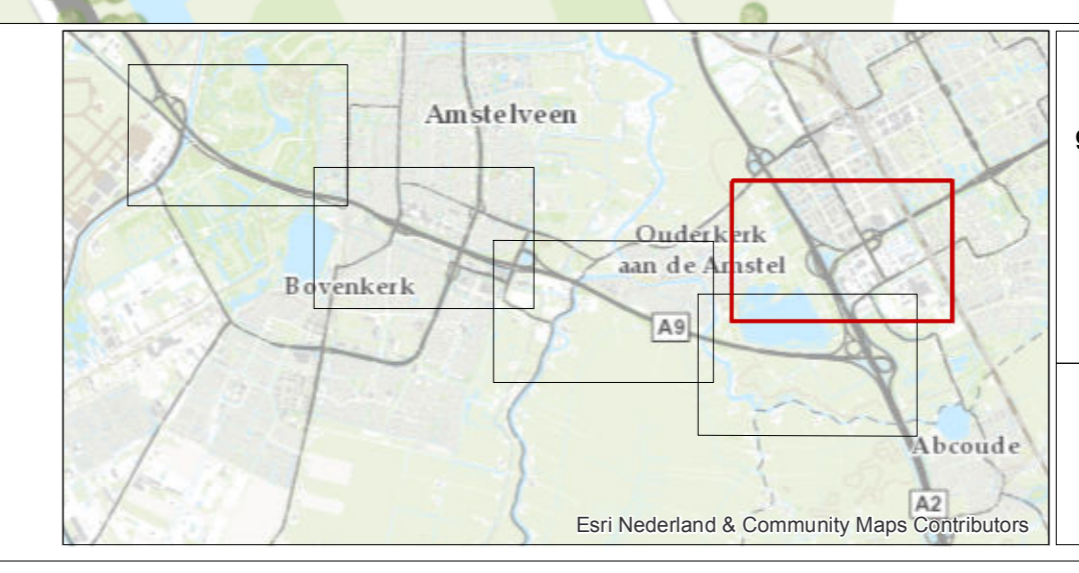 Amstelveen
Ouderkerk
aan de Amstel
Bovenkerk
A9
Abcoude
A2
Esri Nederland & Community Maps Contributors